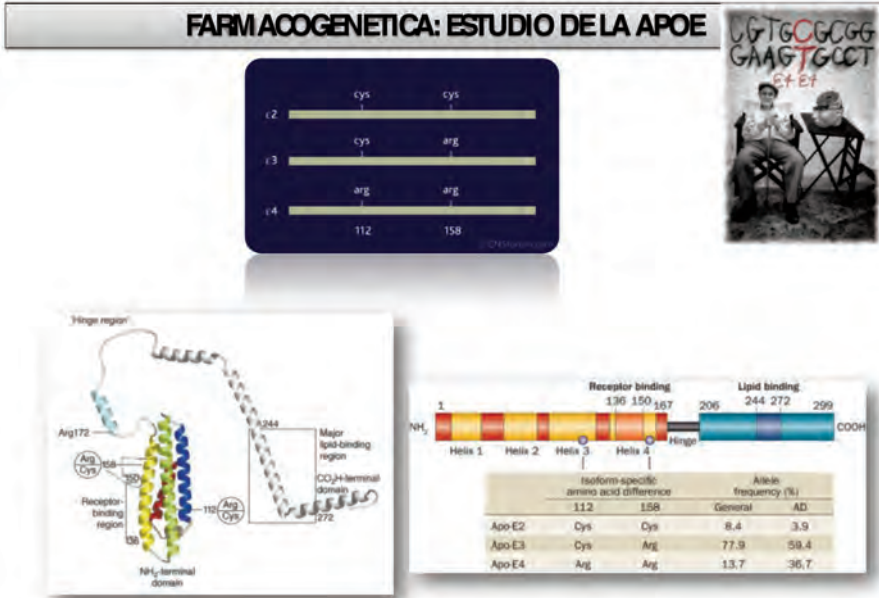 FARMACOGENETICA: ESTUDIO DE LA APOE
CGTGCGCGG
GAAGTGCCT
T
E4 E4
cys cys
ε2
cys arg
ε3
arg arg
ε4
112 158
"Hinge region"
Arg172
Arg
Cys
158
150
Receptor-
binding
region
136
NH2-terminal
domain
112
Arg
Cys
244
Major
lipid-binding
region
CO2H-terminal
domain
272
Receptor binding Lipid binding
1 136 150 167 206 244 272 299
NH2 COOH
Hinge
Helix 1 Helix 2 Helix 3 Helix 4
Isoform-specific
amino acid difference
Allele
frequency (%)
112 158 General AD
Apo-E2 Cys Cys 8.4 3.9
Apo-E3 Cys Arg 77.9 59.4
Apo-E4 Arg Arg 13.7 36.7